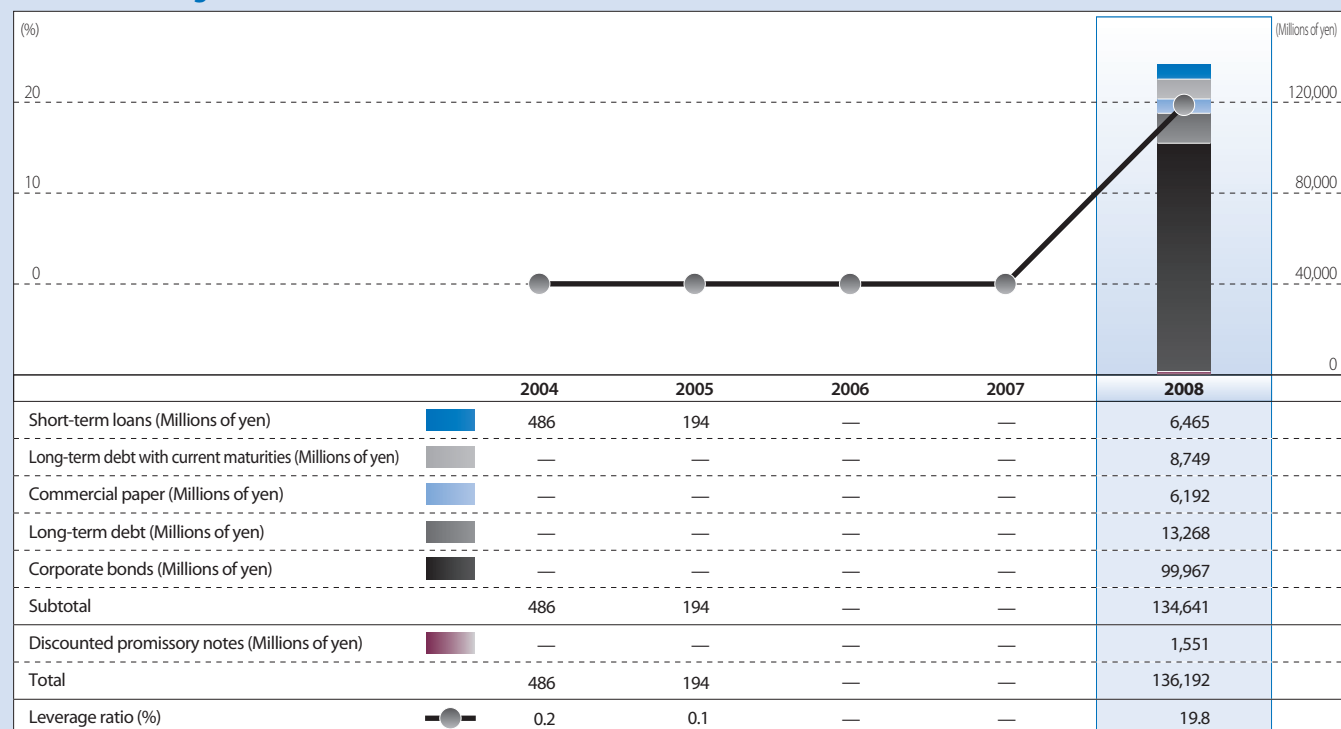 (%) (Millions of yen)
20 120,000
10 80,000
0 40,000
0
2004 2005 2006 2007 2008
Short-term loans (Millions of yen) 486 194 — — 6,465
Long-term debt with current maturities (Millions of yen) — — — — 8,749
Commercial paper (Millions of yen) — — — — 6,192
Long-term debt (Millions of yen) — — — — 13,268
Corporate bonds (Millions of yen) — — — — 99,967
Subtotal 486 194 — — 134,641
Discounted promissory notes (Millions of yen) — — — — 1,551
Total 486 194 — — 136,192
Leverage ratio (%) 0.2 0.1 — — 19.8